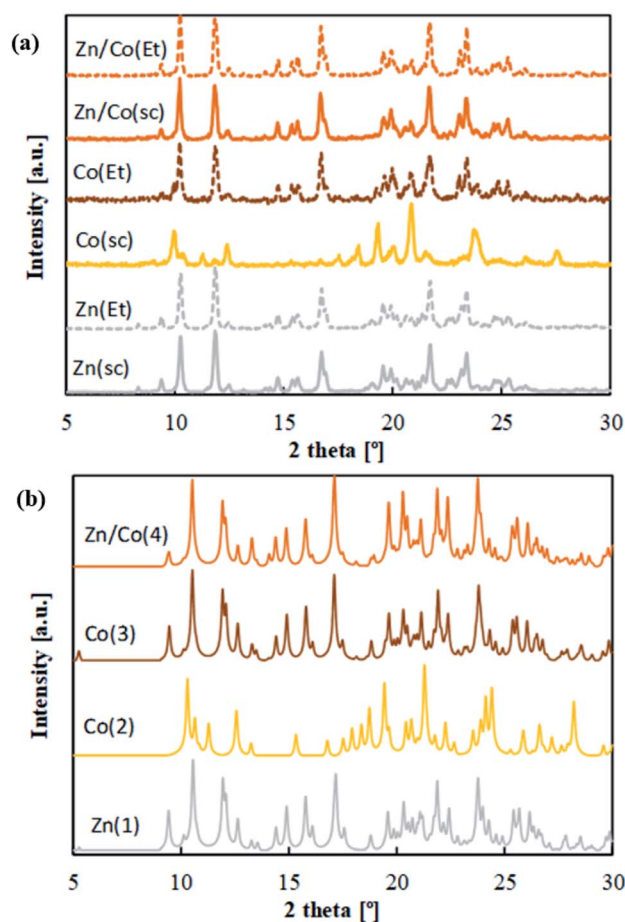 (a)
Zn/Co(Et)
Zn/Co(sc)
Co(Et)
Co(sc)
Zn(Et)
Zn(sc)
Intensity [a.u.]
5 10 15 20 25 30
2 theta [º]
(b)
Zn/Co(4)
Co(3)
Co(2)
Zn(1)
Intensity [a.u.]
5 10 15 20 25 30
2 theta [º]